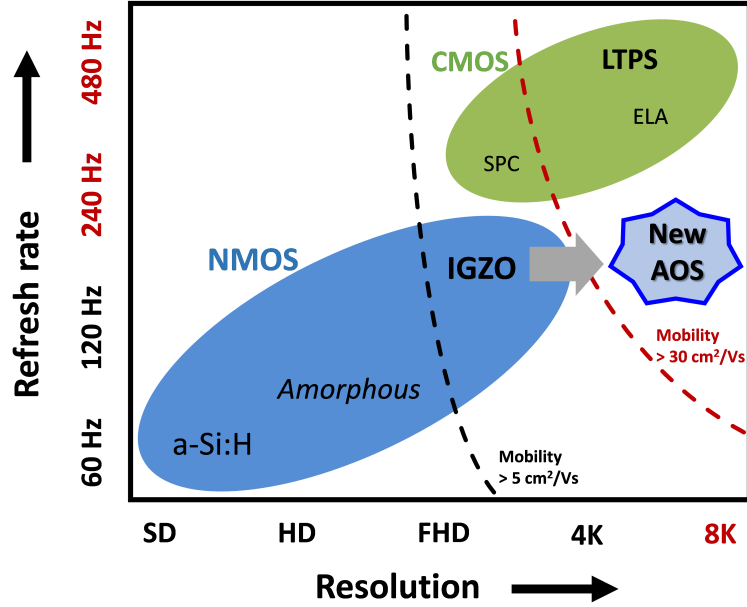 Refresh rate
480 Hz
240 Hz
120 Hz
60 Hz
CMOS
LTPS
ELA
SPC
NMOS
IGZO
New
AOS
Amorphous
a-Si:H
Mobility
> 30 cm²/Vs
Mobility
> 5 cm²/Vs
SD
HD
FHD
4K
8K
Resolution